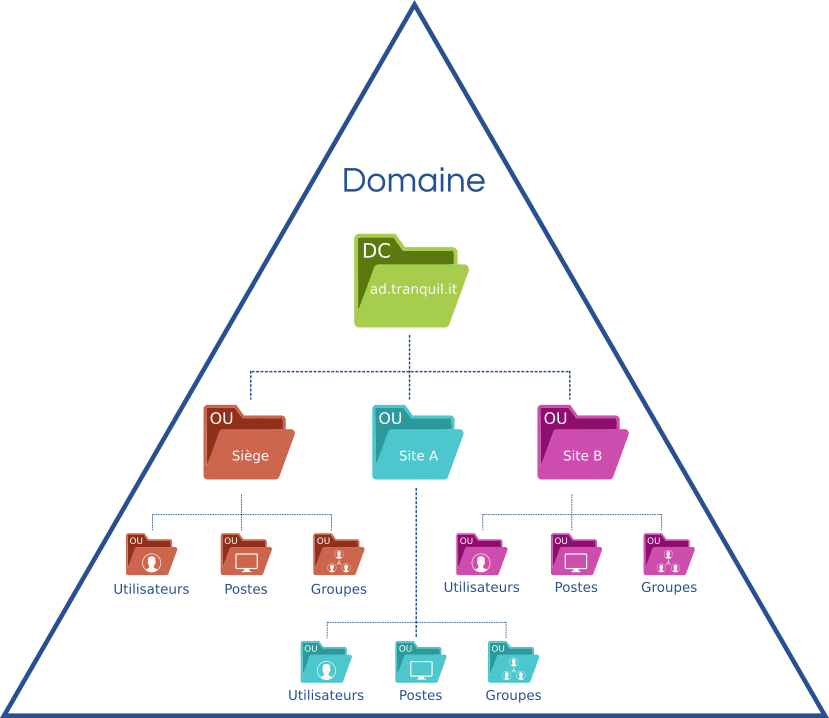 Domaine
DC
ad.tranquil.it
OU
Siège
OU
Site A
OU
Site B
OU
Utilisateurs
OU
Postes
OU
Groupes
OU
Utilisateurs
OU
Postes
OU
Groupes
OU
Utilisateurs
OU
Postes
OU
Groupes